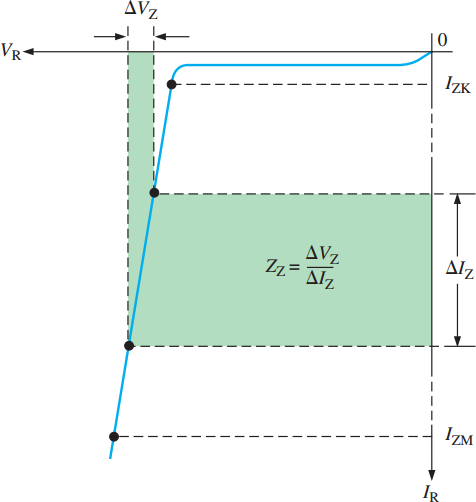 ΔV_Z
0
V_R
I_ZK
Z_Z = ΔV_Z / ΔI_Z
ΔI_Z
I_ZM
I_R